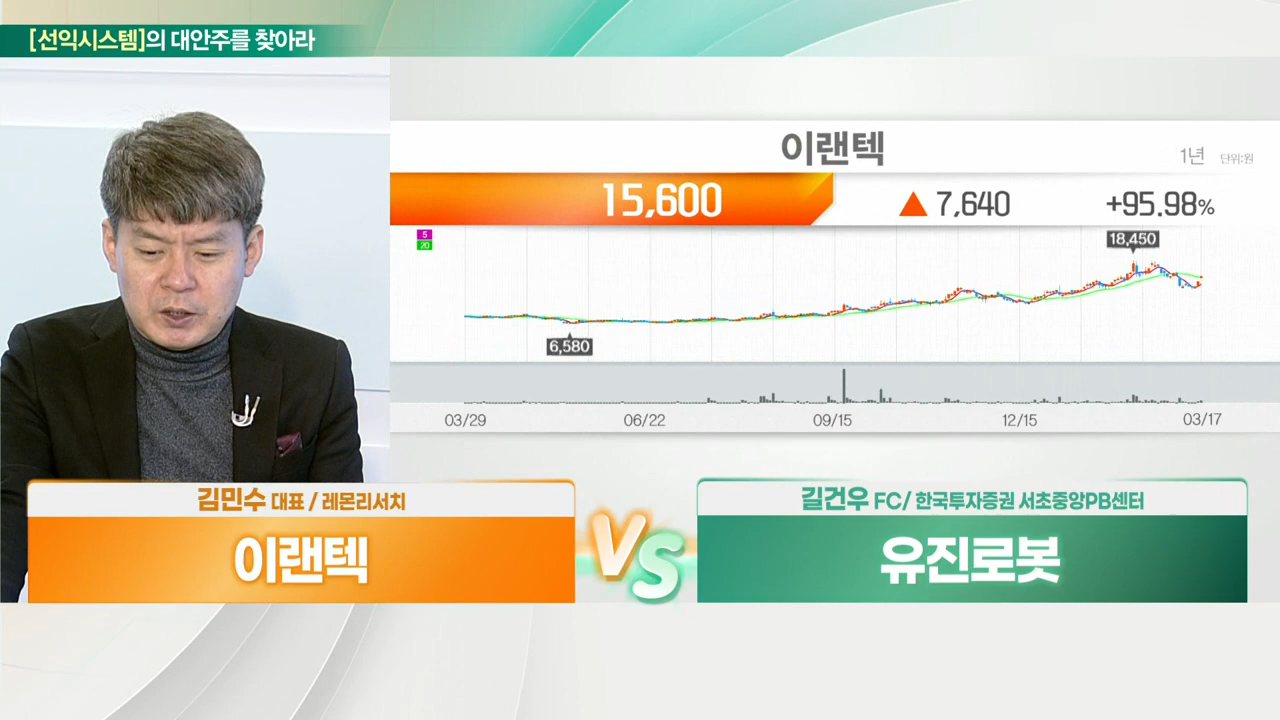 [선익시스템]의 대안주를 찾아라
이랜텍
1년 단위:원
15,600 ▲ 7,640 +95.98%
5
20
18,450
6,580
03/29 06/22 09/15 12/15 03/17
김민수 대표 / 레몬리서치
이랜텍
VS
길건우 FC/ 한국투자증권 서초중앙PB센터
유진로봇